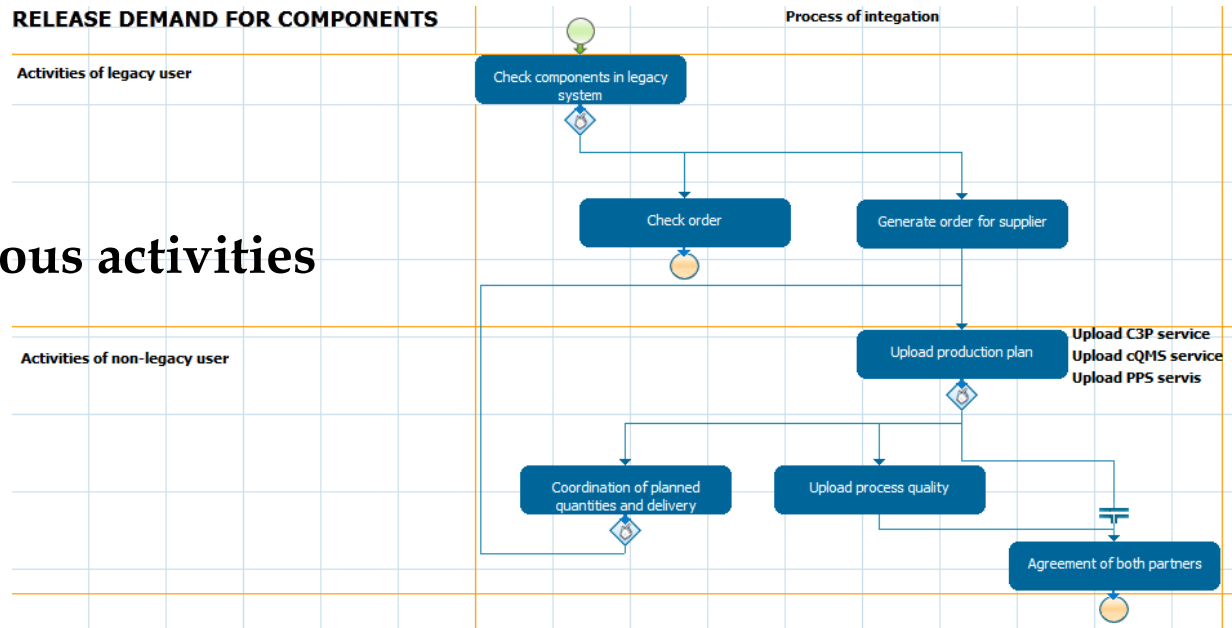 RELEASE DEMAND FOR COMPONENTS
Process of integation
Activities of legacy user
Check components in legacy
system
Check order
Generate order for supplier
ous activities
Activities of non-legacy user
Upload production plan
Upload C3P service
Upload cQMS service
Upload PPS servis
Coordination of planned
quantities and delivery
Upload process quality
Agreement of both partners